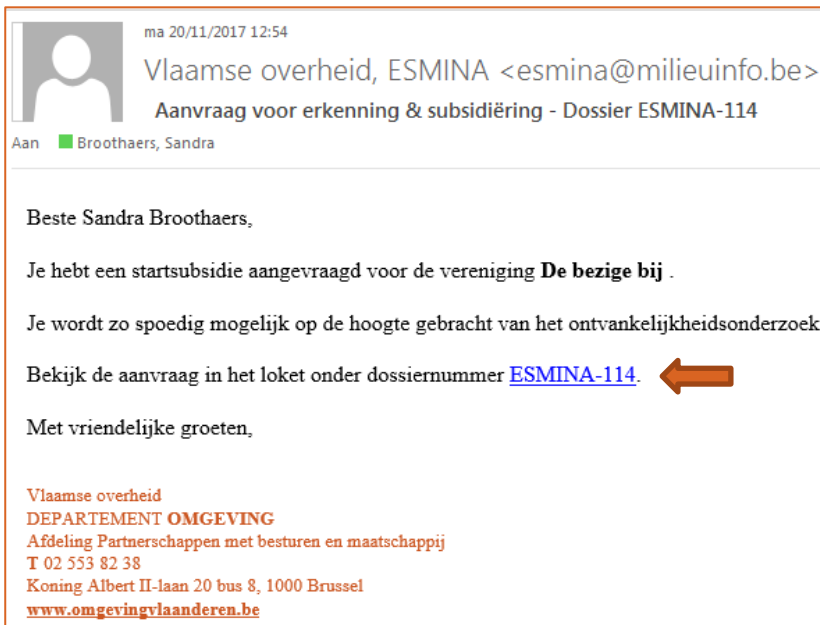 ma 20/11/2017 12:54
Vlaamse overheid, ESMINA <esmina@milieuinfo.be>
Aanvraag voor erkenning & subsidiëring - Dossier ESMINA-114
Aan Broothaers, Sandra
Beste Sandra Broothaers,
Je hebt een startsubsidie aangevraagd voor de vereniging De bezige bij .
Je wordt zo spoedig mogelijk op de hoogte gebracht van het ontvankelijkheidsonderzoek
Bekijk de aanvraag in het loket onder dossiernummer ESMINA-114.
Met vriendelijke groeten,
Vlaamse overheid
DEPARTEMENT OMGEVING
Afdeling Partnerschappen met besturen en maatschappij
T 02 553 82 38
Koning Albert II-laan 20 bus 8, 1000 Brussel
www.omgevingvlaanderen.be